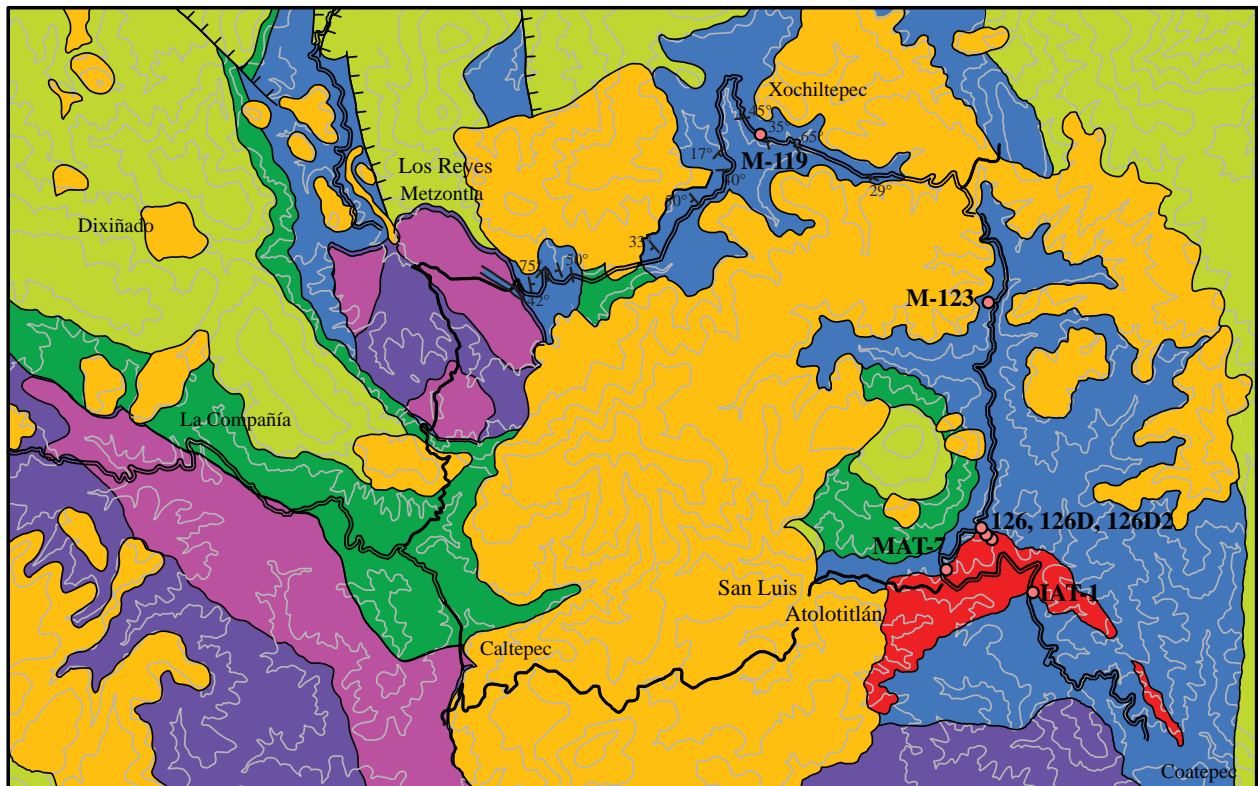 Xochiltepec
45°
35°
65°
M-119
17°
40°
29°
50°
33
Los Reyes
Metzontla
Dixiñado
75°
50°
42°
M-123
La Compañía
126, 126D, 126D2
MAT-7
San Luis
IAT-1
Atolotitlán
Caltepec
Coatepec